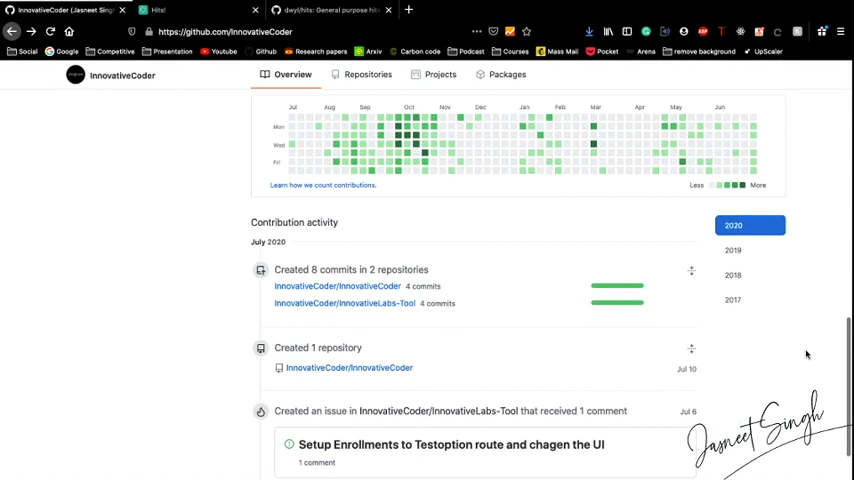 InnovativeCoder (Jasneet Sing
Hits!
dwyl/hits: General purpose hits
https://github.com/InnovativeCoder
Social Google Competitive Presentation Youtube Github Research papers Arxiv Carbon code Podcast Courses Mass Mail Pocket Arena remove background UpScaler
InnovativeCoder
Overview Repositories Projects Packages
Jul Aug Sep Oct Nov Dec Jan Feb Mar Apr May Jun
Mon
Wed
Fri
Learn how we count contributions.
Less More
Contribution activity
2020
July 2020
2019
Created 8 commits in 2 repositories
2018
InnovativeCoder/InnovativeCoder 4 commits
InnovativeCoder/InnovativeLabs-Tool 4 commits
2017
Created 1 repository
InnovativeCoder/InnovativeCoder Jul 10
Created an issue in InnovativeCoder/InnovativeLabs-Tool that received 1 comment Jul 6
Setup Enrollments to Testoption route and chagen the UI
1 comment
Jasneet Singh